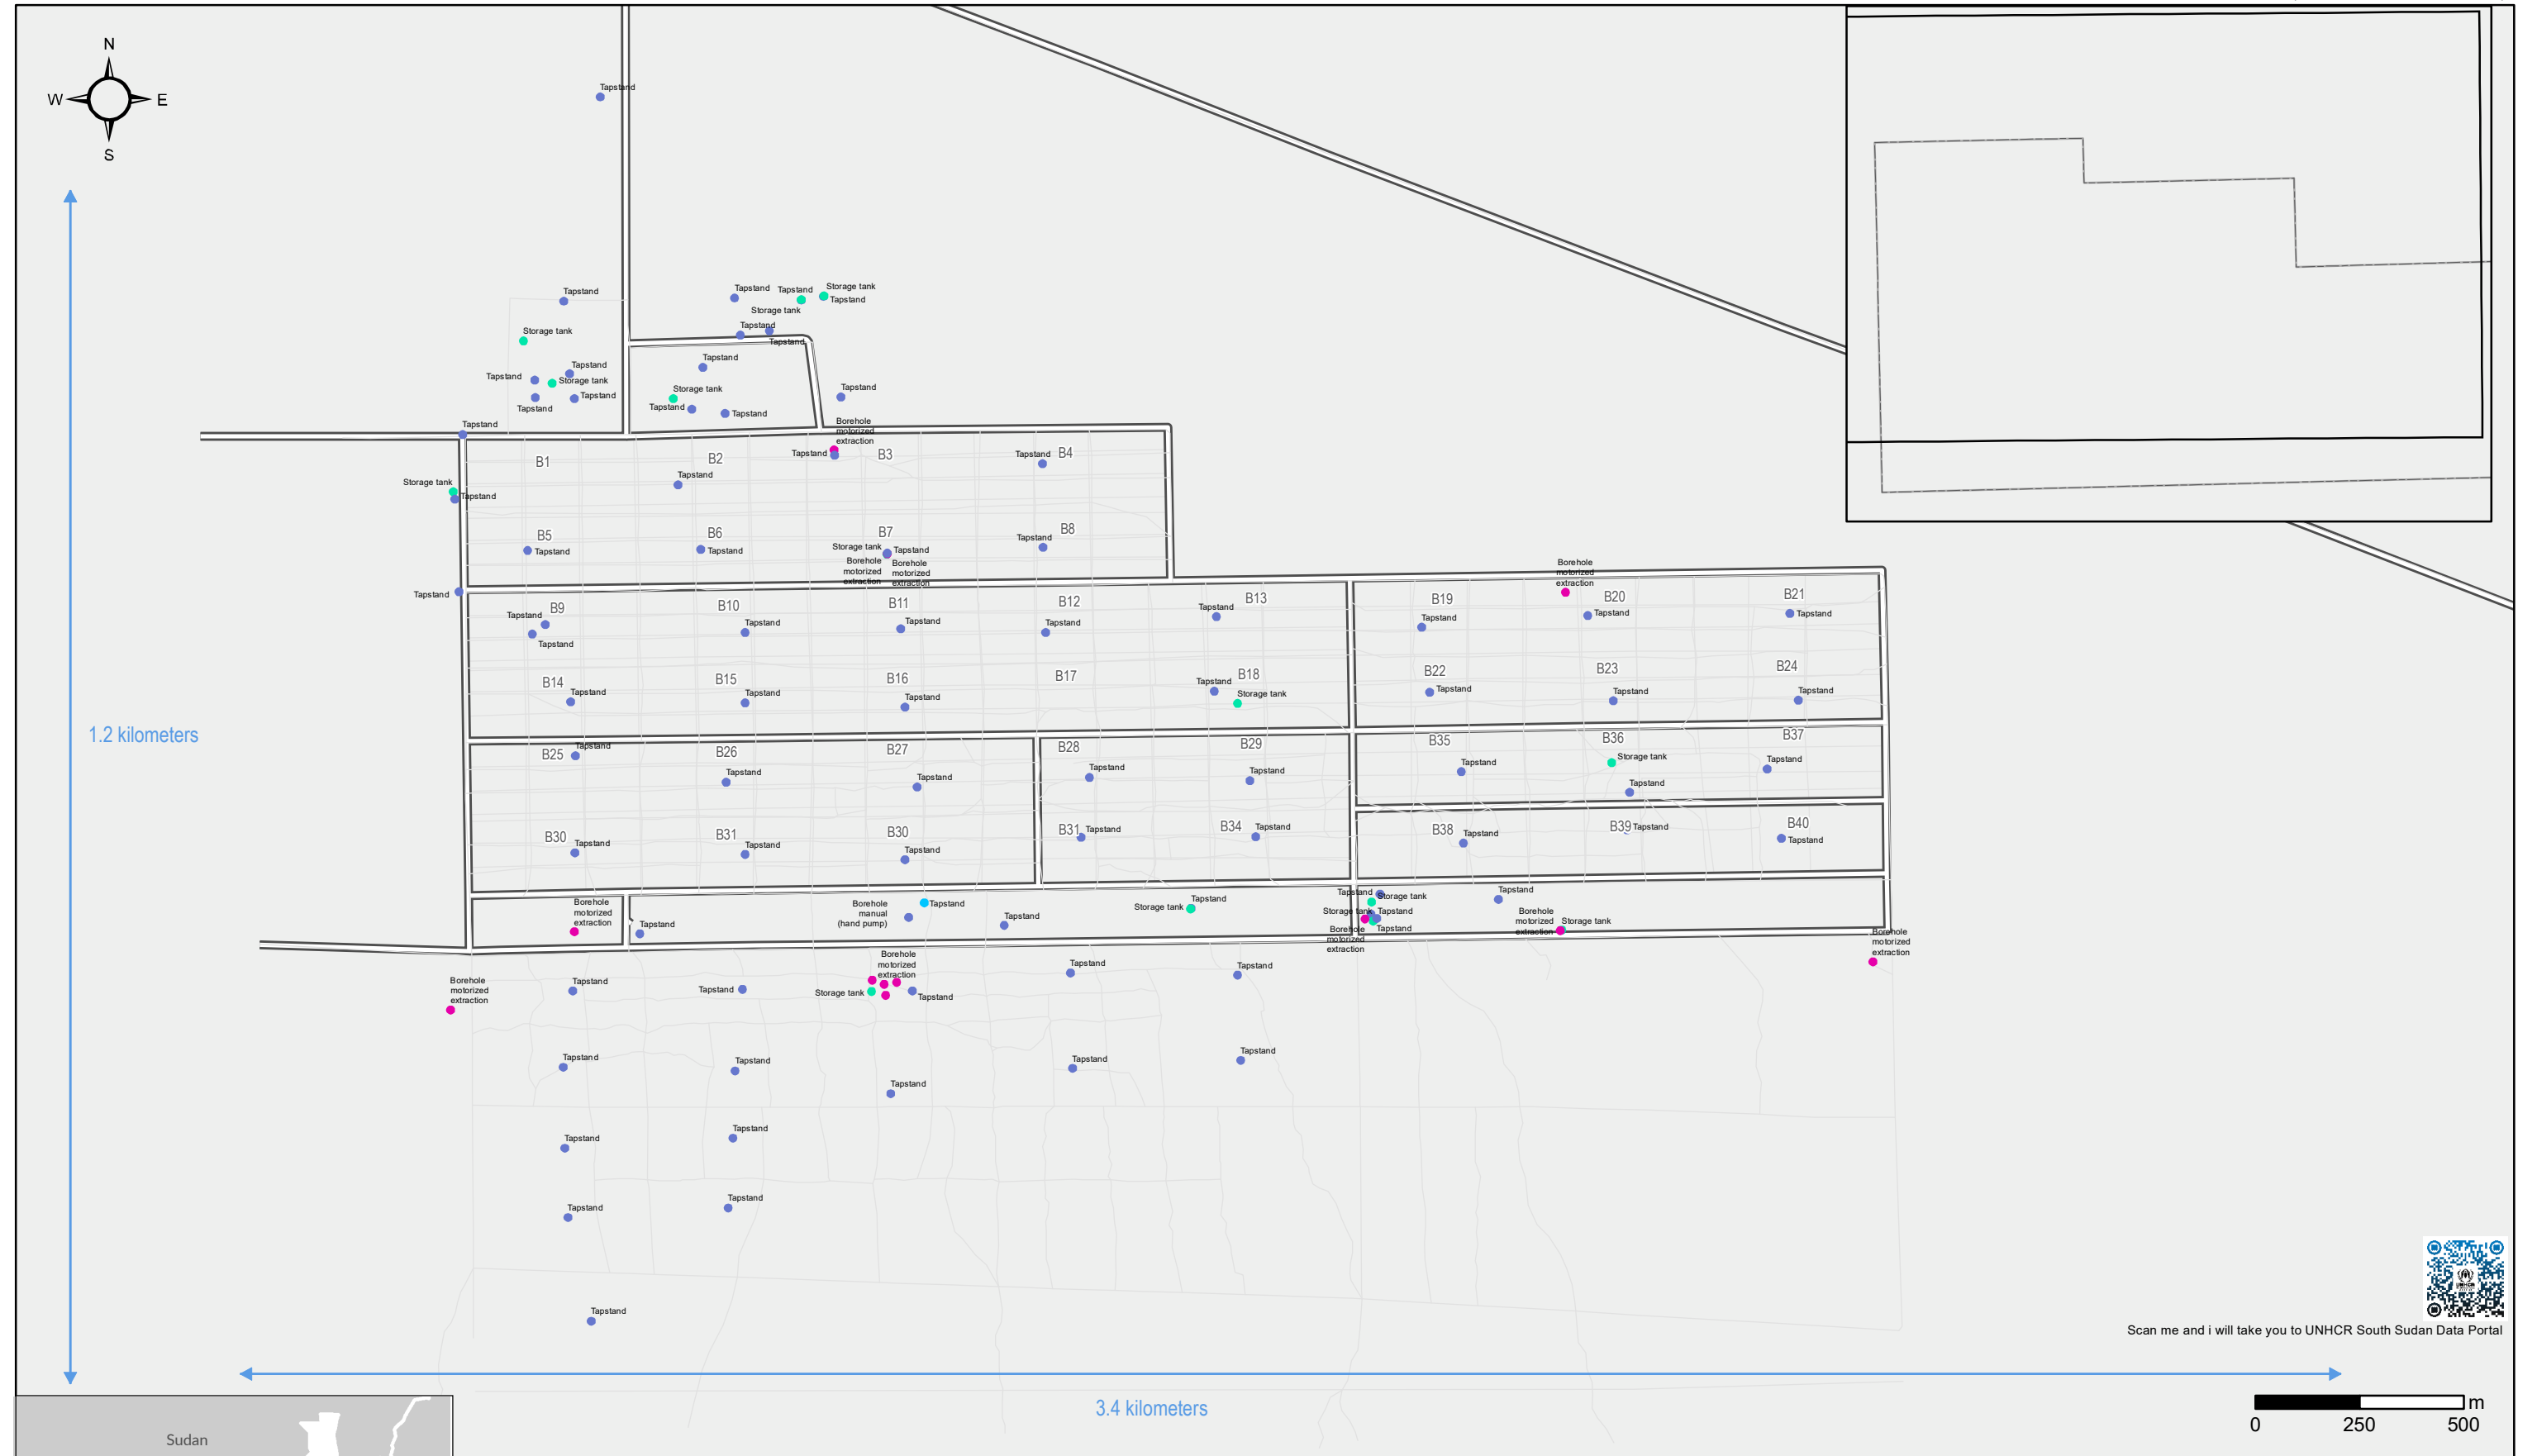 N
W E
S
Tapstand
Tapstand
Tapstand
Tapstand
Storage tank
Tapstand
Storage tank
Tapstand
Tapstand
Storage tank
Tapstand
Tapstand
Tapstand
Storage tank
Tapstand
Tapstand
Storage tank
Tapstand
Tapstand
Tapstand
Tapstand
Borehole
motorized
extraction
Tapstand
B1
B2
B3
B4
Tapstand
Tapstand
Storage tank
Tapstand
B5
B6
B7
B8
Tapstand
Tapstand
Storage tank
Tapstand
Tapstand
Borehole
motorized
extraction
Borehole
motorized
extraction
Borehole
motorized
extraction
Tapstand
B9
B10
B11
B12
B13
B19
B20
B21
Tapstand
Tapstand
Tapstand
Tapstand
Tapstand
Tapstand
Tapstand
Tapstand
Tapstand
B14
B15
B16
B17
B18
B22
B23
B24
Tapstand
Tapstand
Tapstand
Tapstand
Storage tank
Tapstand
Tapstand
Tapstand
1.2 kilometers
B25
B26
B27
B28
B29
B35
B36
B37
Tapstand
Tapstand
Tapstand
Tapstand
Tapstand
Tapstand
Storage tank
Tapstand
Tapstand
B30
B31
B30
B31
B34
B38
B39
B40
Tapstand
Tapstand
Tapstand
Tapstand
Tapstand
Tapstand
Tapstand
Tapstand
Borehole
motorized
extraction
Tapstand
Borehole
manual
(hand pump)
Tapstand
Tapstand
Storage tank
Tapstand
Tapstand
Storage tank
Storage tank
Tapstand
Tapstand
Borehole
motorized
extraction
Tapstand
Borehole
motorized
extraction
Storage tank
Borehole
motorized
extraction
Borehole
motorized
extraction
Tapstand
Tapstand
Borehole
motorized
extraction
Storage tank
Tapstand
Tapstand
Tapstand
Tapstand
Tapstand
Tapstand
Tapstand
Tapstand
Tapstand
Tapstand
Tapstand
Tapstand
Tapstand
UNHCR
Scan me and i will take you to UNHCR South Sudan Data Portal
3.4 kilometers
m
0 250 500
Sudan